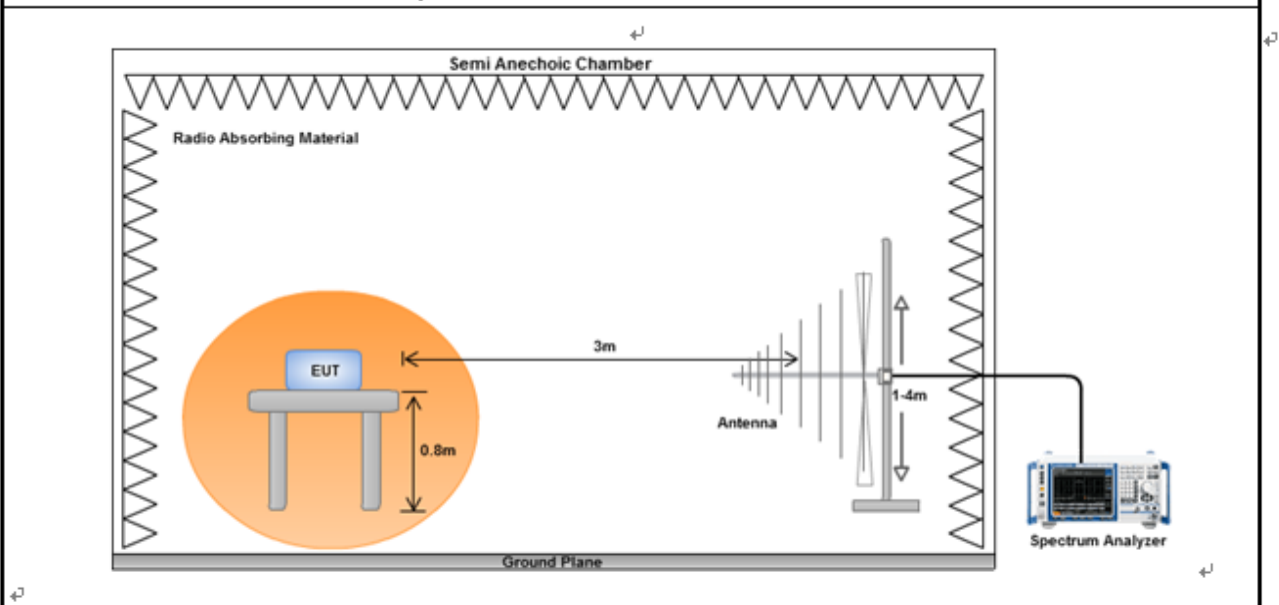 Semi Anechoic Chamber
Radio Absorbing Material
3m
EUT
1-4m
Antenna
0.8m
Spectrum Analyzer
Ground Plane